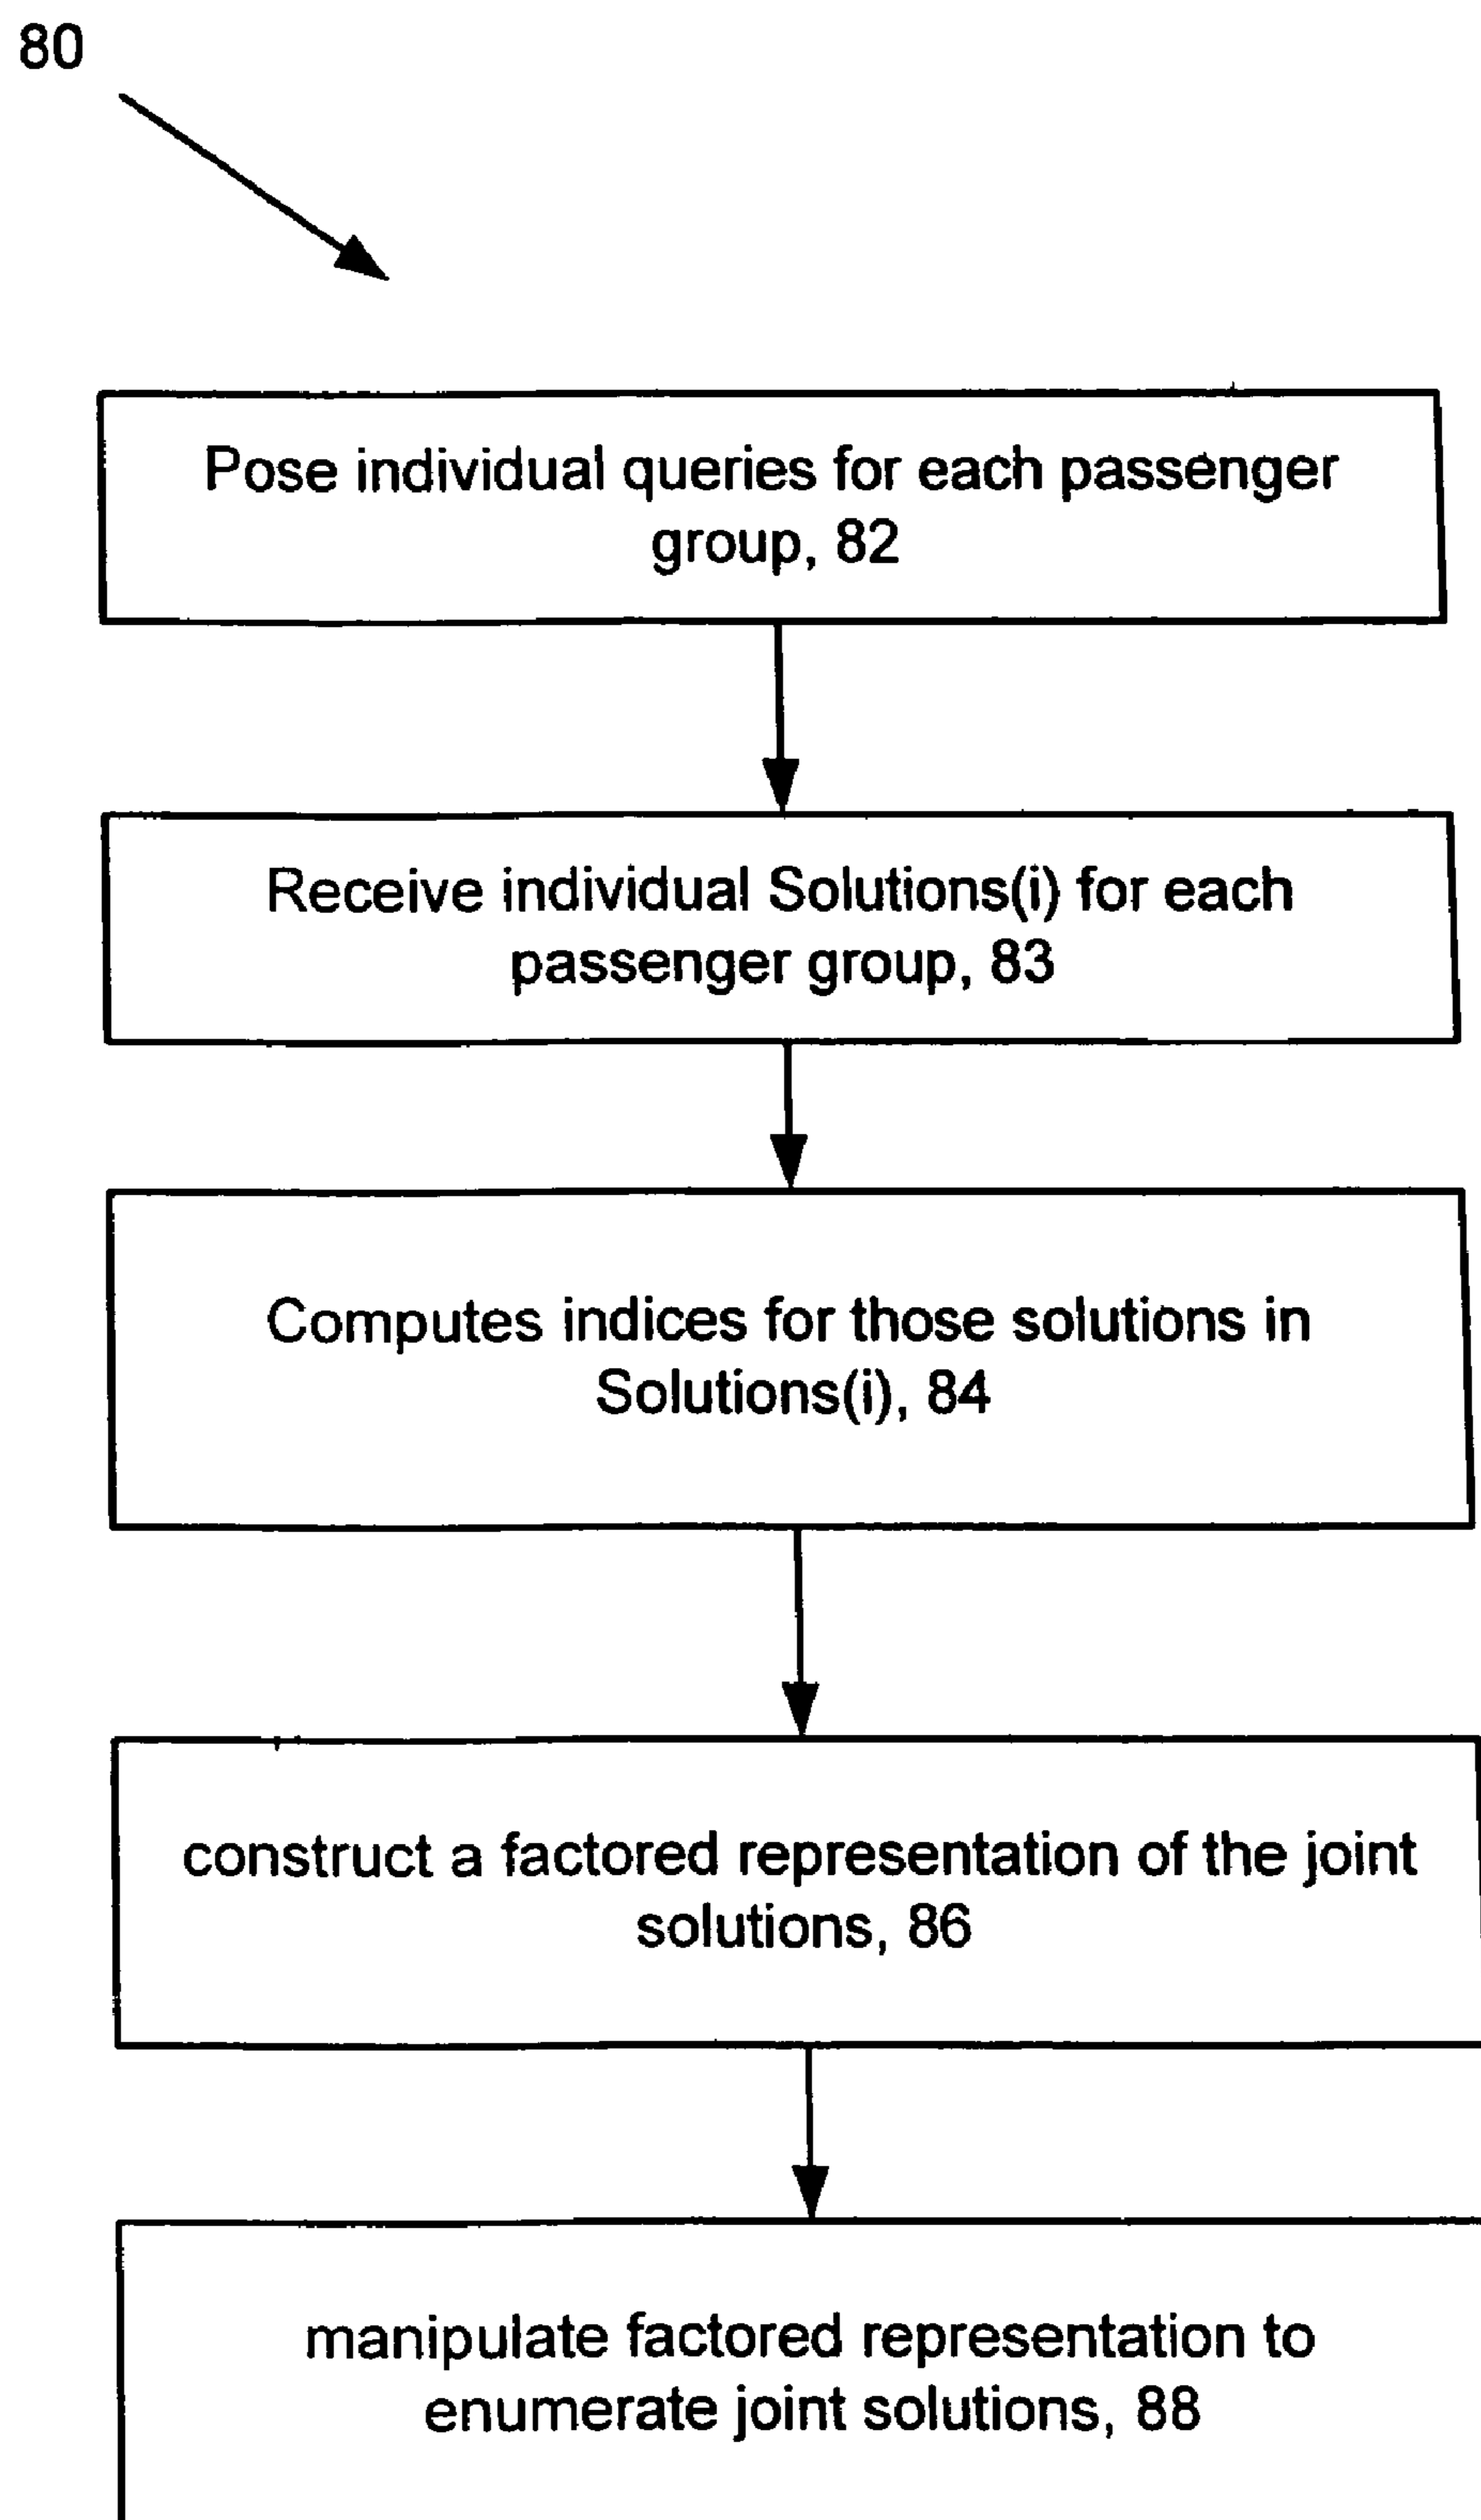 80
Pose individual queries for each passenger
group, 82
Receive individual Solutions(i) for each
passenger group, 83
Computes indices for those solutions in
Solutions(i), 84
construct a factored representation of the joint
solutions, 86
manipulate factored representation to
enumerate joint solutions, 88